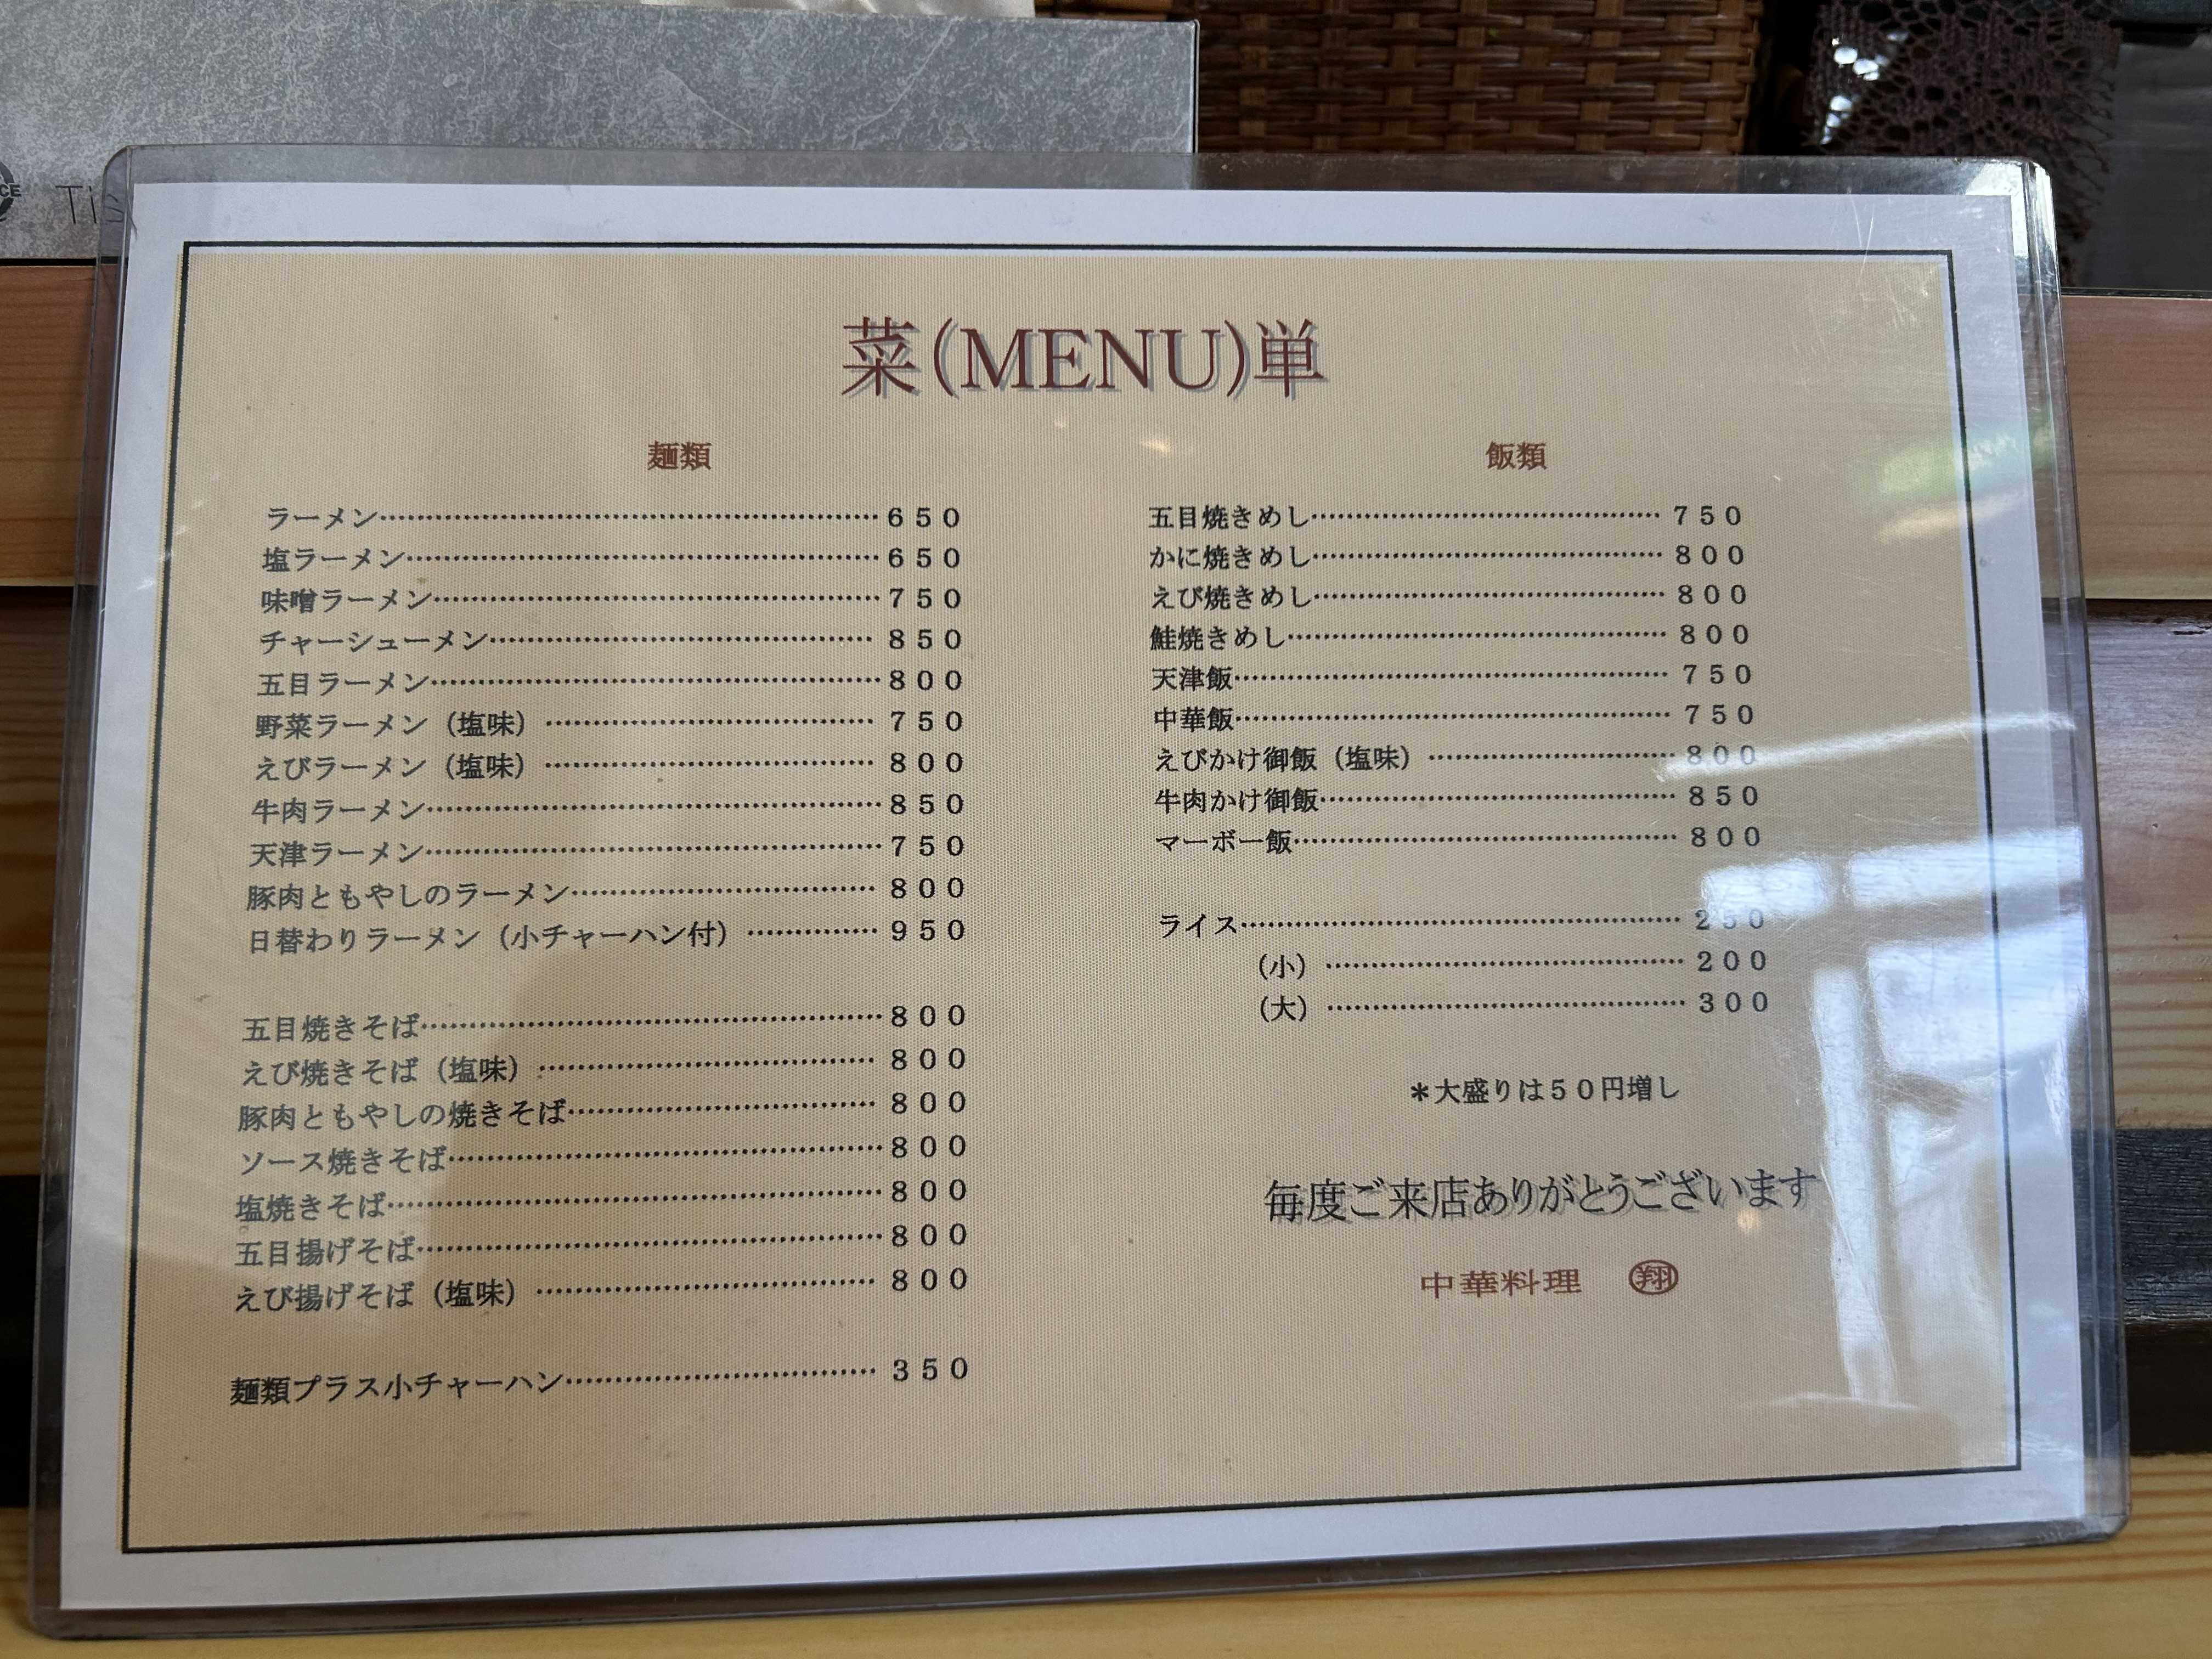 菜(MENU)単
麺類
ラーメン…………650
塩ラーメン…………650
味噌ラーメン…………750
チャーシューメン…………850
五目ラーメン…………800
野菜ラーメン（塩味）…………750
えびラーメン（塩味）…………800
牛肉ラーメン…………850
天津ラーメン…………750
豚肉ともやしのラーメン…………800
日替わりラーメン（小チャーハン付）…………950
五目焼きそば…………800
えび焼きそば（塩味）…………800
豚肉ともやしの焼きそば…………800
ソース焼きそば…………800
塩焼きそば…………800
五目揚げそば…………800
えび揚げそば（塩味）…………800
麺類プラス小チャーハン…………350
飯類
五目焼きめし…………750
かに焼きめし…………800
えび焼きめし…………800
鮭焼きめし…………800
天津飯…………750
中華飯…………750
えびかけ御飯（塩味）…………800
牛肉かけ御飯…………850
マーボー飯…………800
ライス…………250
（小）…………200
（大）…………300
＊大盛りは50円増し
毎度ご来店ありがとうございます
中華料理 翔